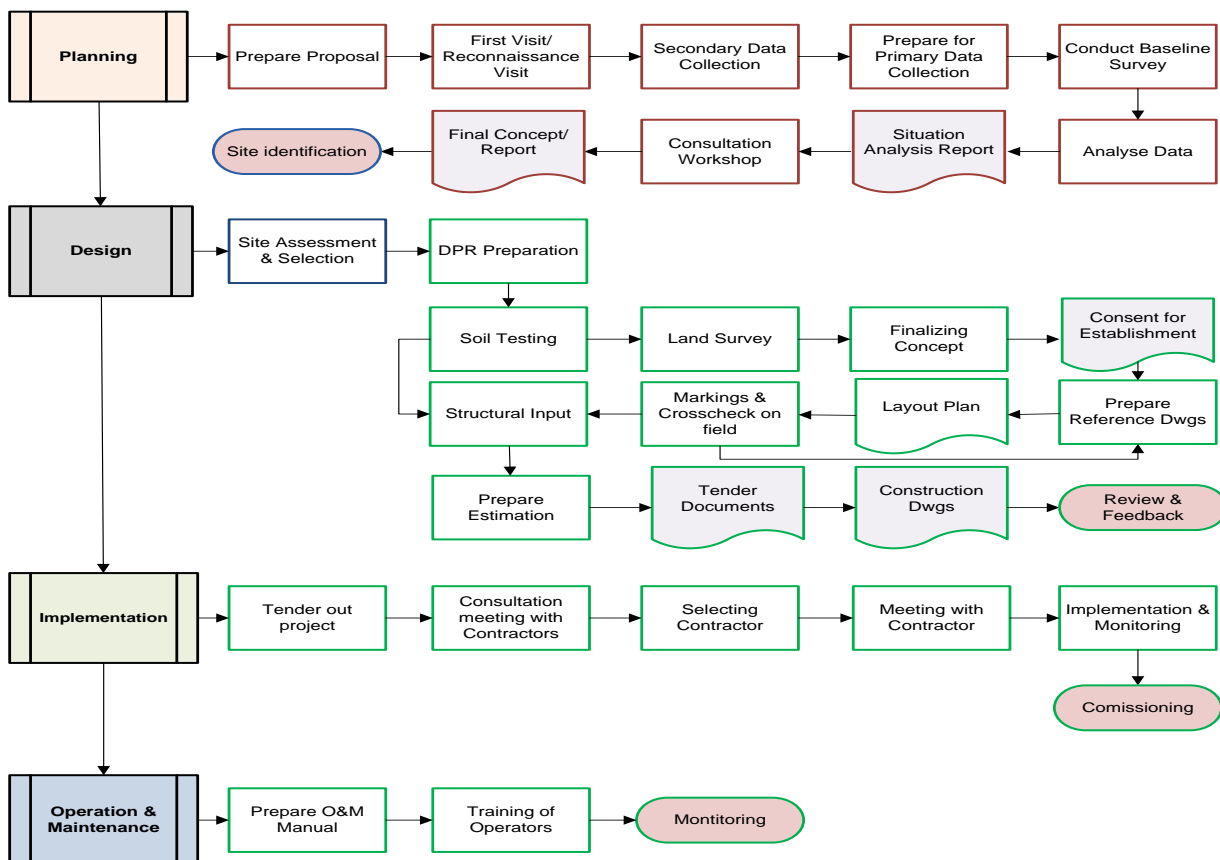 Planning
Prepare Proposal
First Visit/
Reconnaissance
Visit
Secondary Data
Collection
Prepare for
Primary Data
Collection
Conduct Baseline
Survey
Site identification
Final Concept/
Report
Consultation
Workshop
Situation
Analysis Report
Analyse Data
Design
Site Assessment
& Selection
DPR Preparation
Soil Testing
Land Survey
Finalizing
Concept
Consent for
Establishment
Structural Input
Markings &
Crosscheck on
field
Layout Plan
Prepare
Reference Dwgs
Prepare
Estimation
Tender
Documents
Construction
Dwgs
Review &
Feedback
Implementation
Tender out
project
Consultation
meeting with
Contractors
Selecting
Contractor
Meeting with
Contractor
Implementation &
Monitoring
Comissioning
Operation &
Maintenance
Prepare O&M
Manual
Training of
Operators
Montitoring